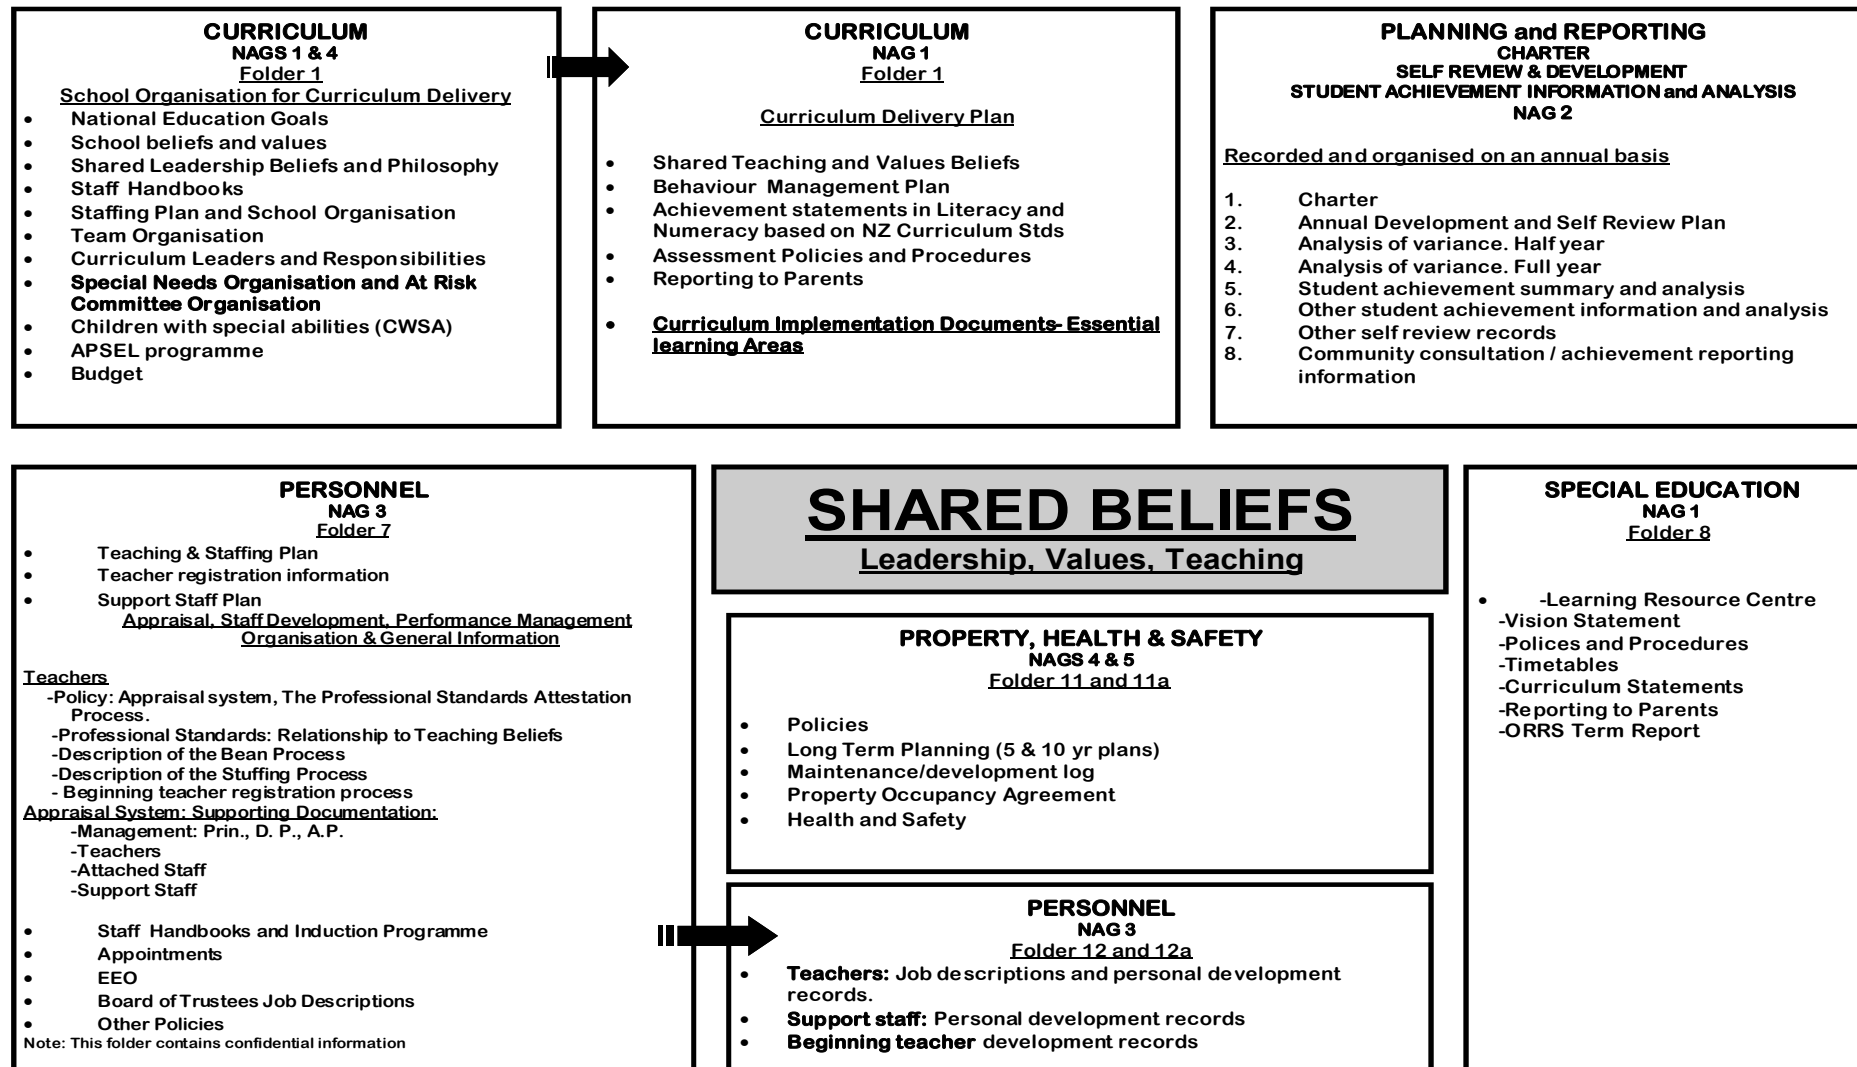 CURRICULUM
NAGS 1 & 4
Folder 1
School Organisation for Curriculum Delivery
• National Education Goals
• School beliefs and values
• Shared Leadership Beliefs and Philosophy
• Staff Handbooks
• Staffing Plan and School Organisation
• Team Organisation
• Curriculum Leaders and Responsibilities
• Special Needs Organisation and At Risk
Committee Organisation
• Children with special abilities (CWSA)
• APSEL programme
• Budget
CURRICULUM
NAG 1
Folder 1
Curriculum Delivery Plan
• Shared Teaching and Values Beliefs
• Behaviour Management Plan
• Achievement statements in Literacy and
Numeracy based on NZ Curriculum Stds
• Assessment Policies and Procedures
• Reporting to Parents
• Curriculum Implementation Documents- Essential
learning Areas
PLANNING and REPORTING
CHARTER
SELF REVIEW & DEVELOPMENT
STUDENT ACHIEVEMENT INFORMATION and ANALYSIS
NAG 2
Recorded and organised on an annual basis
1. Charter
2. Annual Development and Self Review Plan
3. Analysis of variance. Half year
4. Analysis of variance. Full year
5. Student achievement summary and analysis
6. Other student achievement information and analysis
7. Other self review records
8. Community consultation / achievement reporting
information
PERSONNEL
NAG 3
Folder 7
• Teaching & Staffing Plan
• Teacher registration information
• Support Staff Plan
Appraisal, Staff Development, Performance Management
Organisation & General Information
Teachers
-Policy: Appraisal system, The Professional Standards Attestation
Process.
-Professional Standards: Relationship to Teaching Beliefs
-Description of the Bean Process
-Description of the Stuffing Process
- Beginning teacher registration process
Appraisal System: Supporting Documentation:
-Management: Prin., D. P., A.P.
-Teachers
-Attached Staff
-Support Staff
• Staff Handbooks and Induction Programme
• Appointments
• EEO
• Board of Trustees Job Descriptions
• Other Policies
Note: This folder contains confidential information
SHARED BELIEFS
Leadership, Values, Teaching
PROPERTY, HEALTH & SAFETY
NAGS 4 & 5
Folder 11 and 11a
• Policies
• Long Term Planning (5 & 10 yr plans)
• Maintenance/development log
• Property Occupancy Agreement
• Health and Safety
PERSONNEL
NAG 3
Folder 12 and 12a
• Teachers: Job descriptions and personal development
records.
• Support staff: Personal development records
• Beginning teacher development records
SPECIAL EDUCATION
NAG 1
Folder 8
• -Learning Resource Centre
-Vision Statement
-Polices and Procedures
-Timetables
-Curriculum Statements
-Reporting to Parents
-ORRS Term Report